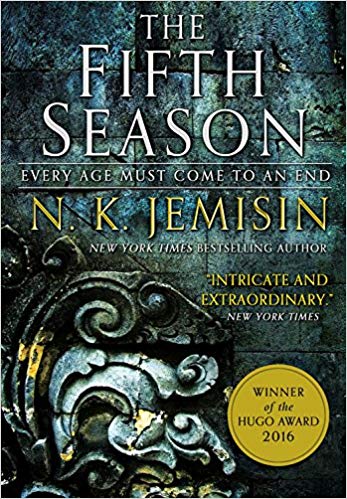 THE
FIFTH
SEASON
EVERY AGE MUST COME TO AN END
N. K. JEMISIN
NEW YORK TIMES BESTSELLING AUTHOR
"INTRICATE AND
EXTRAORDINARY."
NEW YORK TIMES
WINNER
of the
HUGO AWARD
2016